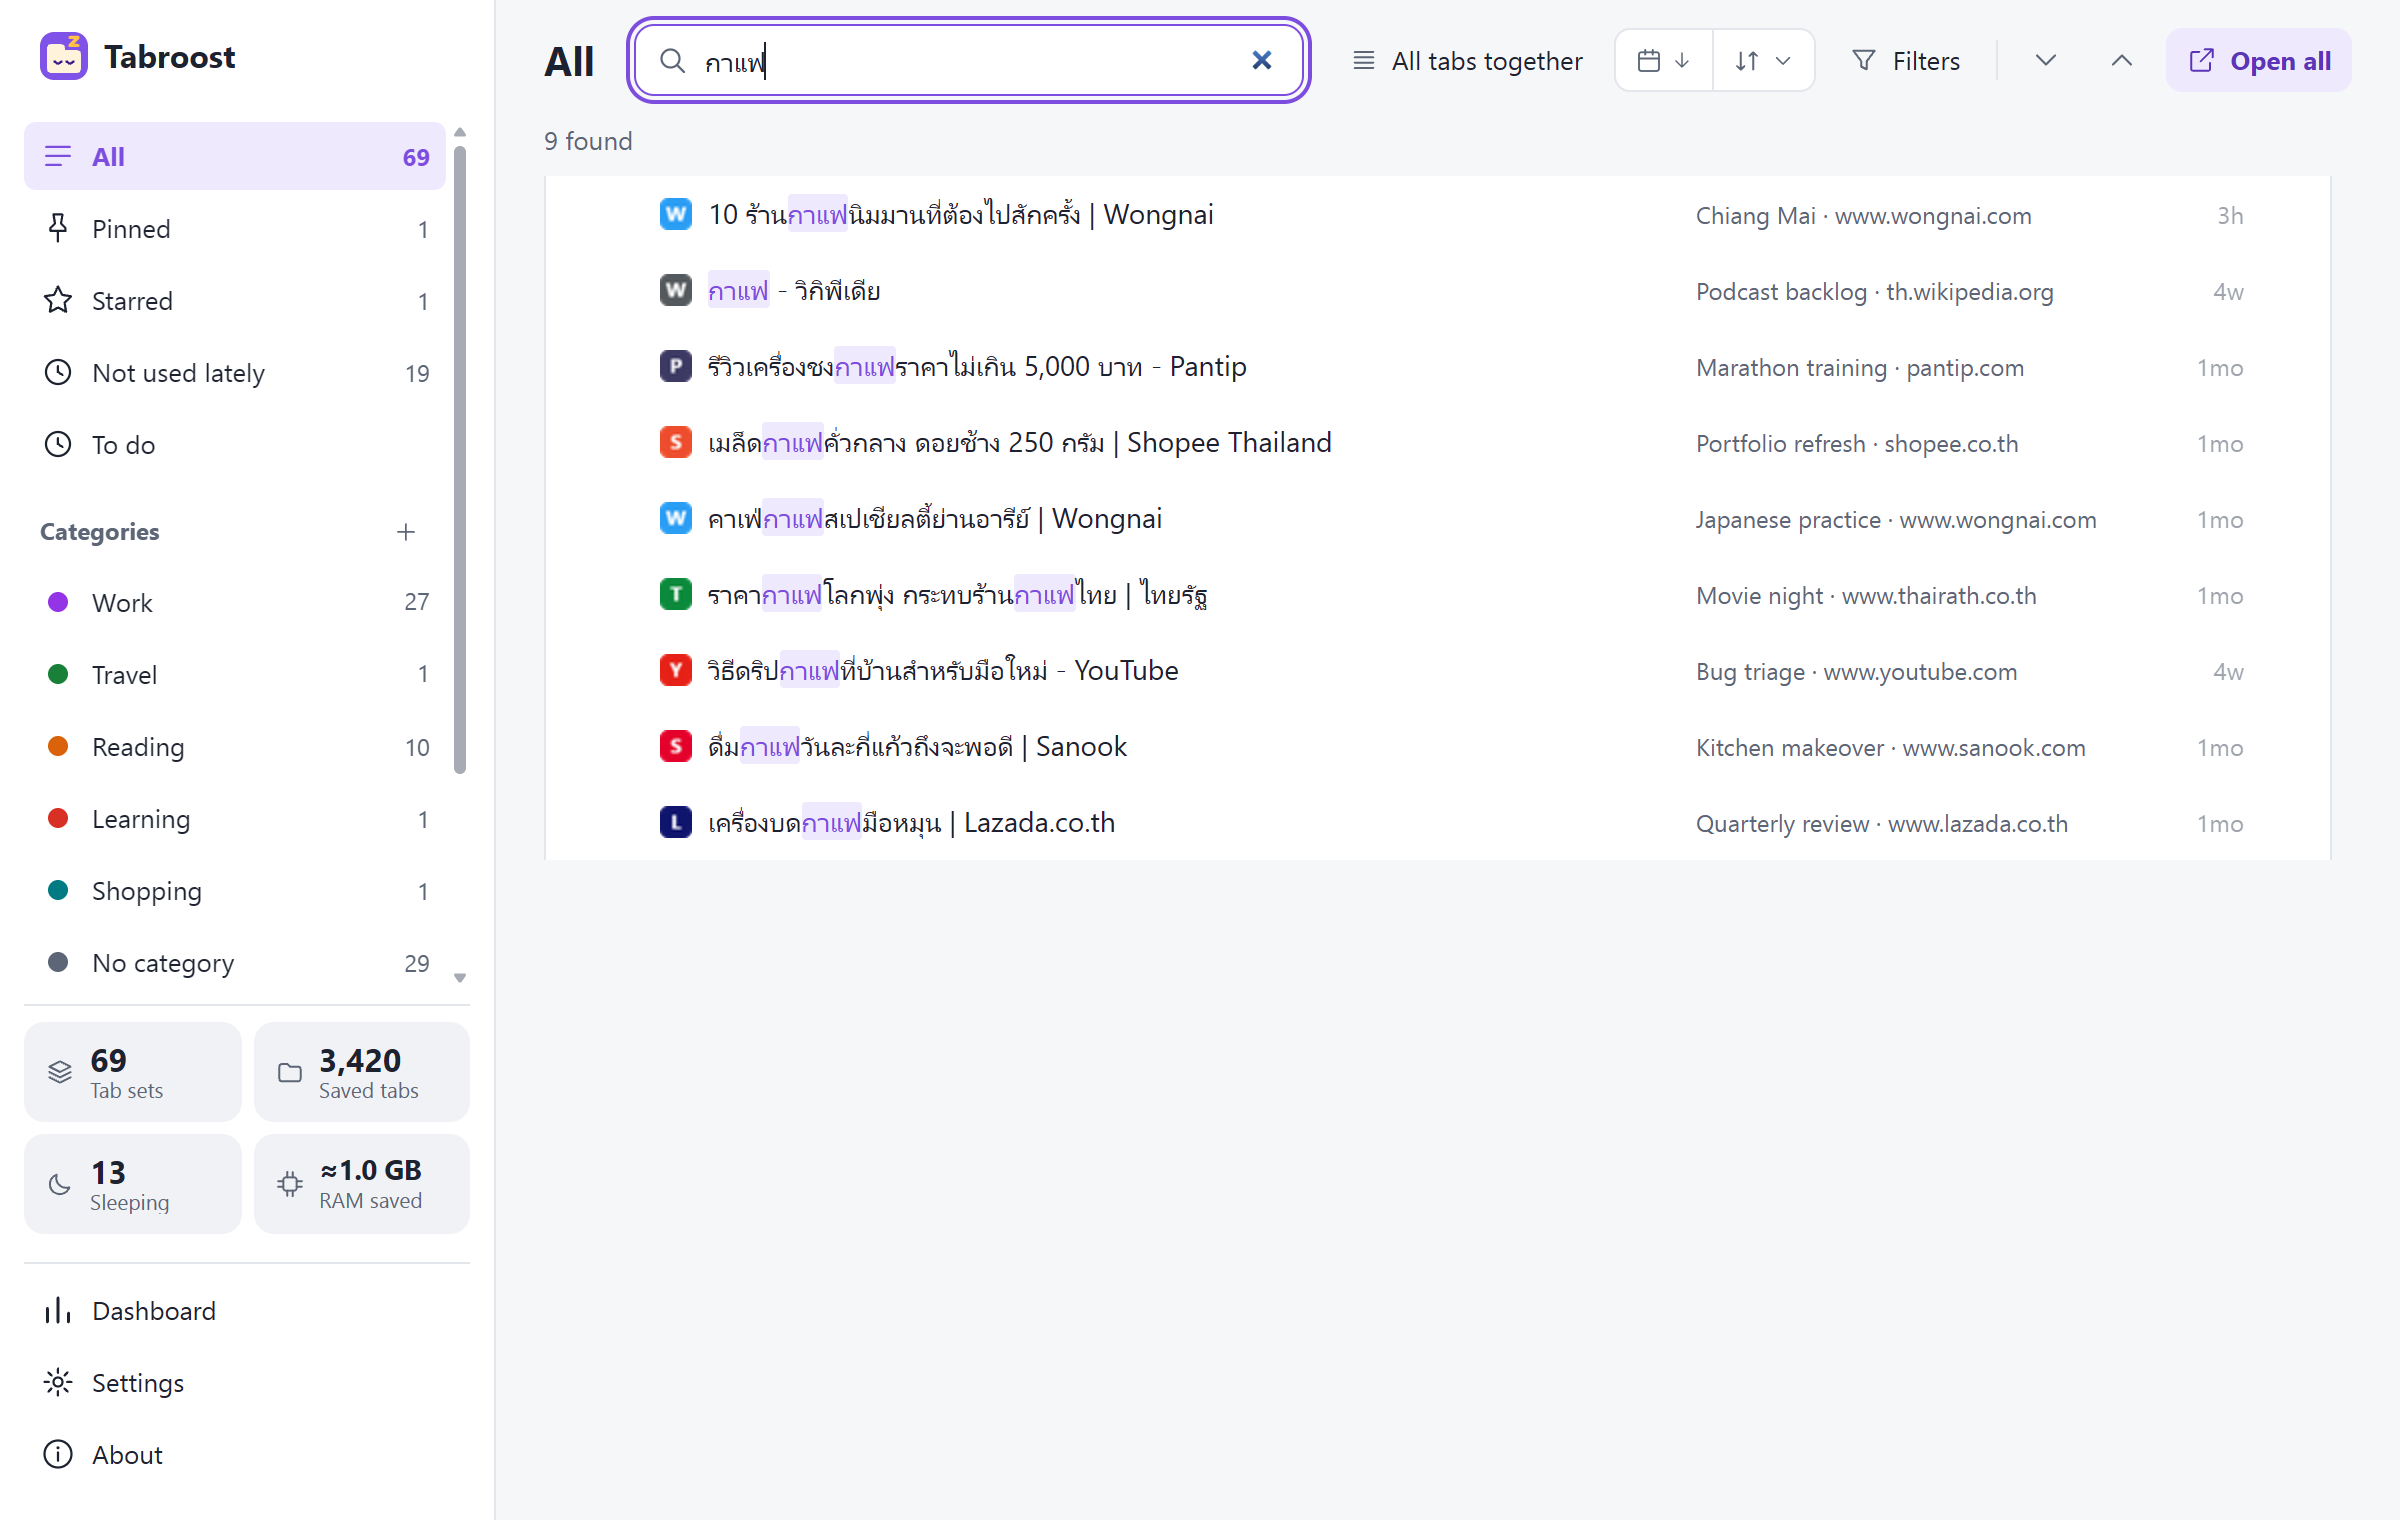 Tabroost
All 69
Pinned 1
Starred 1
Not used lately 19
To do
Categories
Work 27
Travel 1
Reading 10
Learning 1
Shopping 1
No category 29
69
Tab sets
3,420
Saved tabs
13
Sleeping
≈1.0 GB
RAM saved
Dashboard
Settings
About
All กาแฟ All tabs together Filters Open all
9 found
W 10 ร้านกาแฟนิมมานที่ต้องไปสักครั้ง | Wongnai Chiang Mai · www.wongnai.com 3h
W กาแฟ - วิกิพีเดีย Podcast backlog · th.wikipedia.org 4w
P รีวิวเครื่องชงกาแฟราคาไม่เกิน 5,000 บาท - Pantip Marathon training · pantip.com 1mo
S เมล็ดกาแฟคั่วกลาง ดอยช้าง 250 กรัม | Shopee Thailand Portfolio refresh · shopee.co.th 1mo
W คาเฟ่กาแฟสเปเชียลตี้ย่านอารีย์ | Wongnai Japanese practice · www.wongnai.com 1mo
T ราคากาแฟโลกพุ่ง กระทบร้านกาแฟไทย | ไทยรัฐ Movie night · www.thairath.co.th 1mo
Y วิธีดริปกาแฟที่บ้านสำหรับมือใหม่ - YouTube Bug triage · www.youtube.com 4w
S ดื่มกาแฟวันละกี่แก้วถึงจะพอดี | Sanook Kitchen makeover · www.sanook.com 1mo
L เครื่องบดกาแฟมือหมุน | Lazada.co.th Quarterly review · www.lazada.co.th 1mo